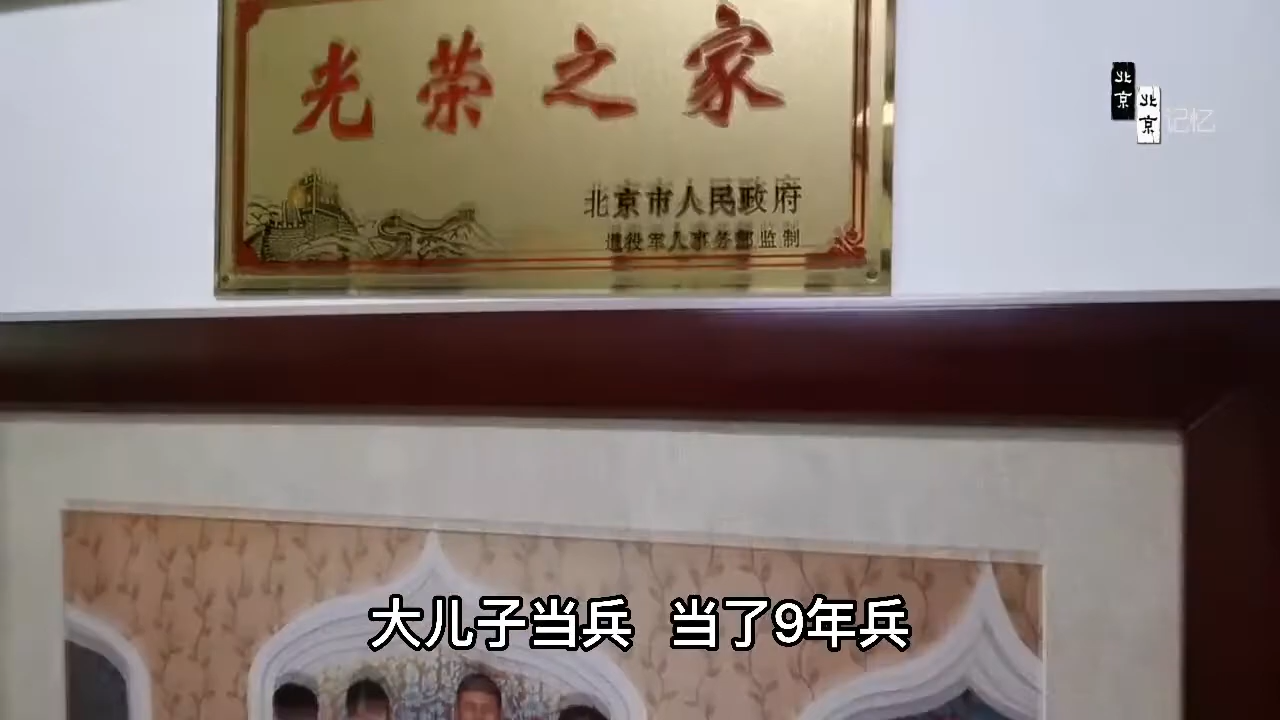 光荣之家
北京市人民政府
退役军人事务部监制
北京
北京
记忆
大儿子当兵 当了9年兵